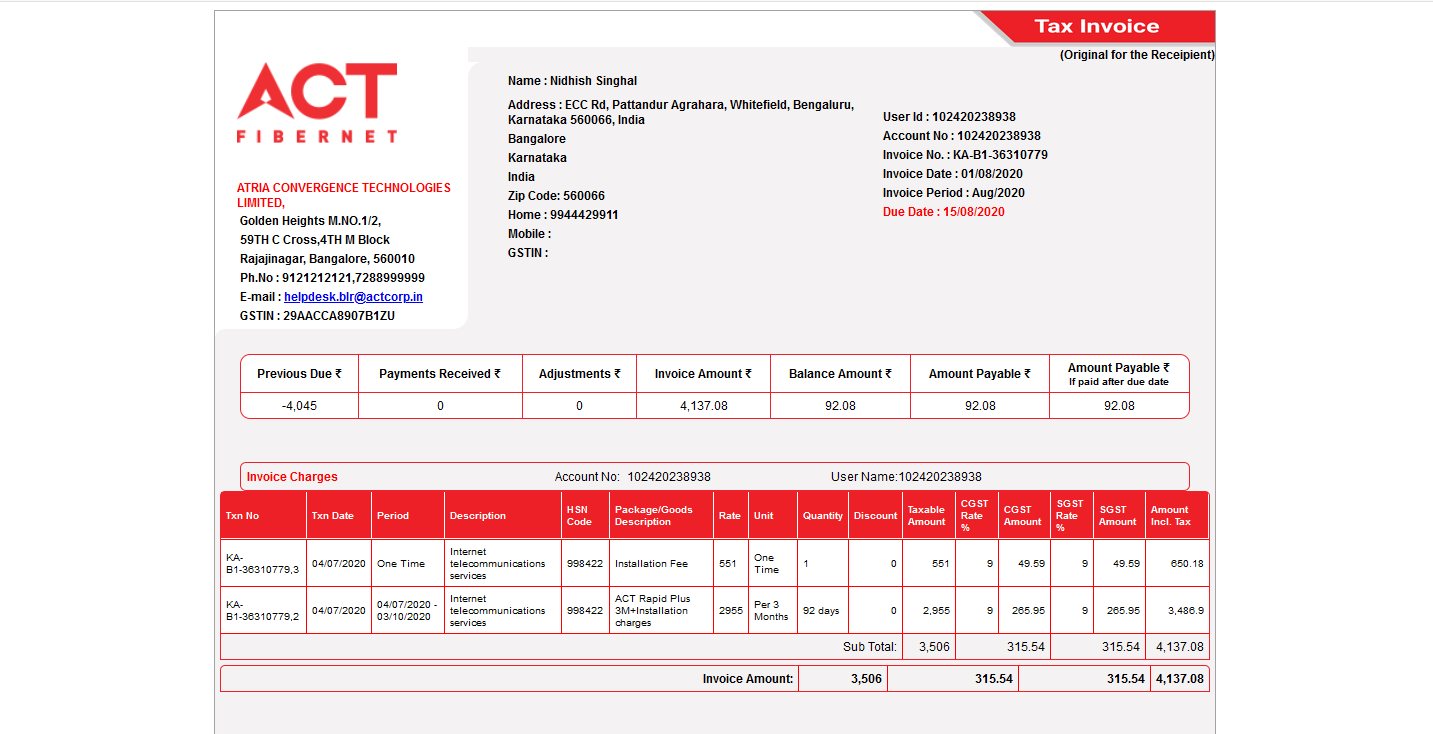 Tax Invoice
(Original for the Receipient)
ACT
FIBERNET
ATRIA CONVERGENCE TECHNOLOGIES
LIMITED,
Golden Heights M.NO.1/2,
59TH C Cross,4TH M Block
Rajajinagar, Bangalore, 560010
Ph.No : 9121212121,7288999999
E-mail : helpdesk.blr@actcorp.in
GSTIN : 29AACCA8907B1ZU
Name : Nidhish Singhal
Address : ECC Rd, Pattandur Agrahara, Whitefield, Bengaluru,
Karnataka 560066, India
Bangalore
Karnataka
India
Zip Code: 560066
Home : 9944429911
Mobile :
GSTIN :
User Id : 102420238938
Account No : 102420238938
Invoice No. : KA-B1-36310779
Invoice Date : 01/08/2020
Invoice Period : Aug/2020
Due Date : 15/08/2020
Previous Due ₹ Payments Received ₹ Adjustments ₹ Invoice Amount ₹ Balance Amount ₹ Amount Payable ₹ Amount Payable ₹
If paid after due date
-4,045 0 0 4,137.08 92.08 92.08 92.08
Invoice Charges Account No: 102420238938 User Name:102420238938
Txn No Txn Date Period Description HSN Code Package/Goods Description Rate Unit Quantity Discount Taxable Amount CGST Rate % CGST Amount SGST Rate % SGST Amount Amount Incl. Tax
KA-B1-36310779,3 04/07/2020 One Time Internet telecommunications services 998422 Installation Fee 551 One Time 1 0 551 9 49.59 9 49.59 650.18
KA-B1-36310779,2 04/07/2020 04/07/2020 - 03/10/2020 Internet telecommunications services 998422 ACT Rapid Plus 3M+Installation charges 2955 Per 3 Months 92 days 0 2,955 9 265.95 9 265.95 3,486.9
Sub Total: 3,506 315.54 315.54 4,137.08
Invoice Amount: 3,506 315.54 315.54 4,137.08